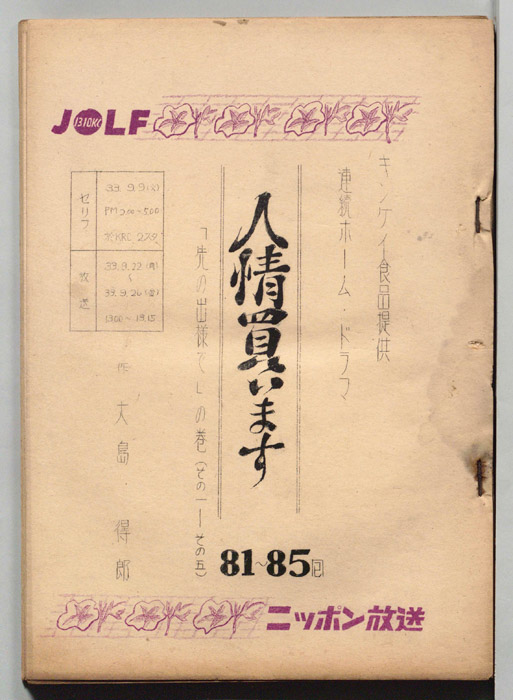 JOLF
1310KC
キンケイ食品提供
連続ホーム・ドラマ
人情買います
「先の出様で」の巻(その一ーその五)
81~85回
セリフ
33.9.9(火)
PM 2.00~5.00
於KRC 2スタ
放送
33.9.22(月)
~
33.9.26(金)
13.00~13.15
作 大島・得郎
ニッポン放送